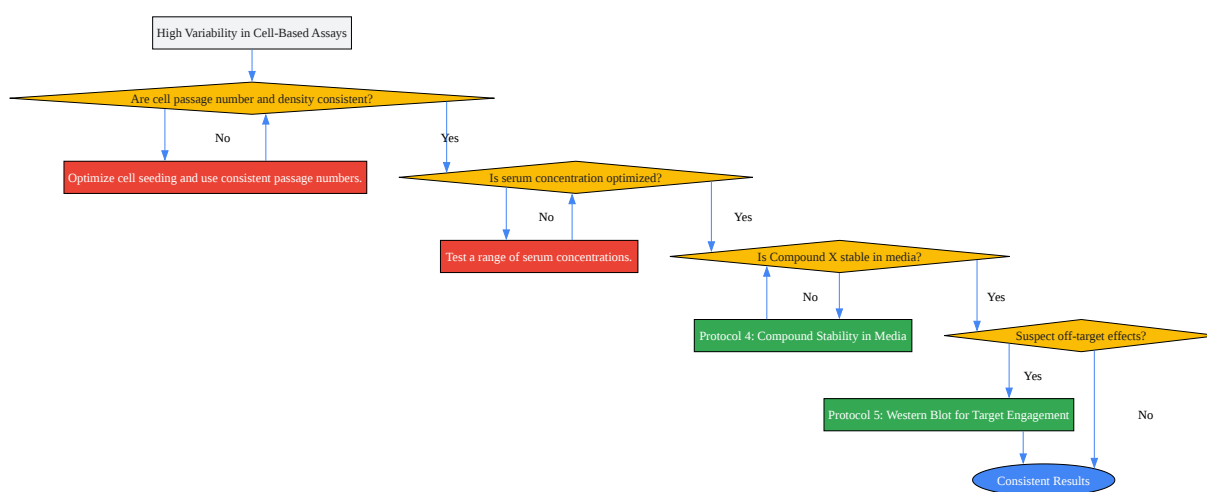 High Variability in Cell-Based Assays
Are cell passage number and density consistent?
No
Yes
Optimize cell seeding and use consistent passage numbers.
Is serum concentration optimized?
No
Yes
Test a range of serum concentrations.
Is Compound X stable in media?
No
Yes
Protocol 4: Compound Stability in Media
Suspect off-target effects?
Yes
No
Protocol 5: Western Blot for Target Engagement
Consistent Results